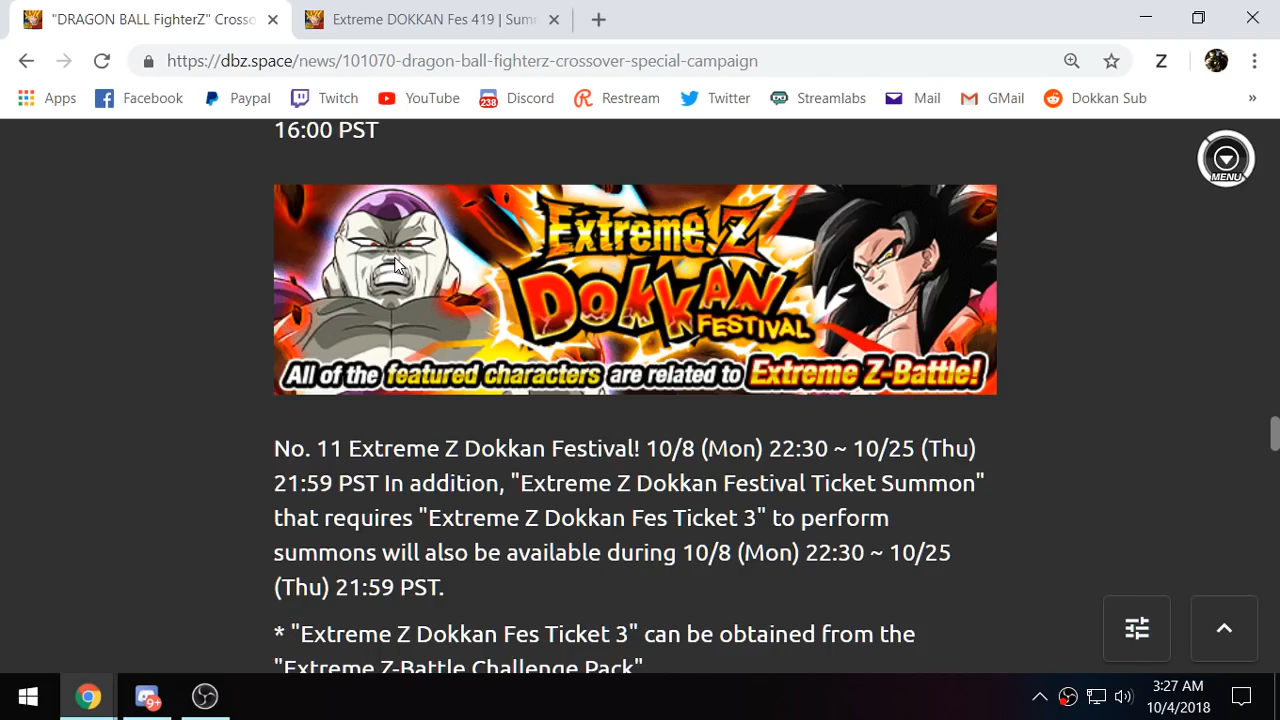 "DRAGON BALL FighterZ" Crosso
Extreme DOKKAN Fes 419 | Sum
https://dbz.space/news/101070-dragon-ball-fighterz-crossover-special-campaign
Z
Apps
Facebook
Paypal
Twitch
YouTube
238
Discord
Restream
Twitter
Streamlabs
Mail
GMail
Dokkan Sub
»
16:00 PST
MENU
Extreme Z
DOKKAN
FESTIVAL
All of the featured characters are related to Extreme Z-Battle!
No. 11 Extreme Z Dokkan Festival! 10/8 (Mon) 22:30 ~ 10/25 (Thu)
21:59 PST In addition, "Extreme Z Dokkan Festival Ticket Summon"
that requires "Extreme Z Dokkan Fes Ticket 3" to perform
summons will also be available during 10/8 (Mon) 22:30 ~ 10/25
(Thu) 21:59 PST.
* "Extreme Z Dokkan Fes Ticket 3" can be obtained from the
"Extreme Z-Battle Challenge Pack"
9+
3:27 AM
10/4/2018